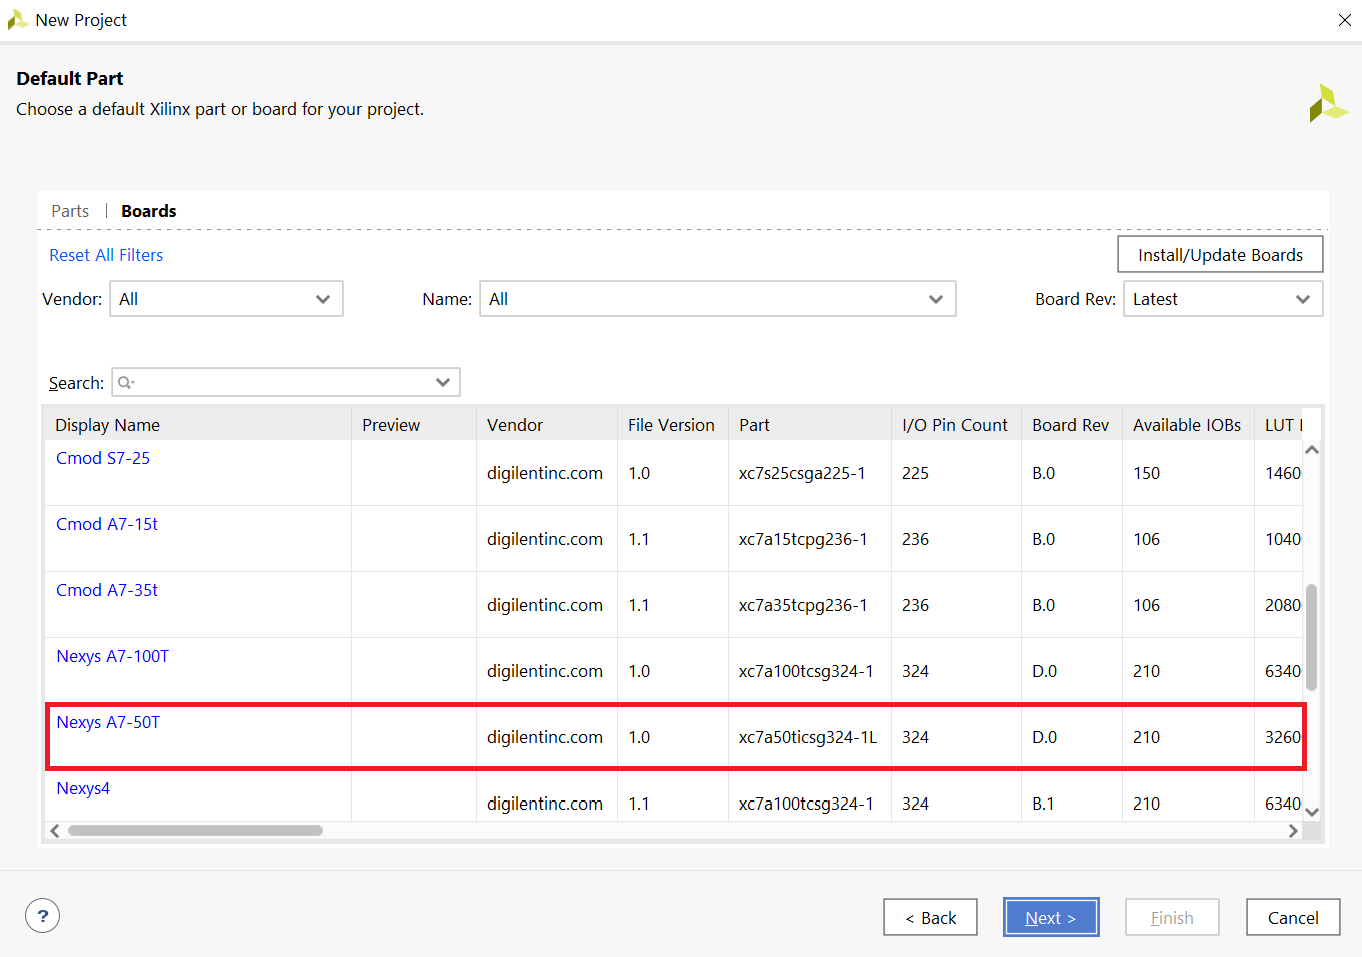 New Project
Default Part
Choose a default Xilinx part or board for your project.
Parts | Boards
Reset All Filters
Install/Update Boards
Vendor: All Name: All Board Rev: Latest
Search:
Display Name Preview Vendor File Version Part I/O Pin Count Board Rev Available IOBs LUT
Cmod S7-25 digilentinc.com 1.0 xc7s25csga225-1 225 B.0 150 1460
Cmod A7-15t digilentinc.com 1.1 xc7a15tcpg236-1 236 B.0 106 1040
Cmod A7-35t digilentinc.com 1.1 xc7a35tcpg236-1 236 B.0 106 2080
Nexys A7-100T digilentinc.com 1.0 xc7a100tcsg324-1 324 D.0 210 6340
Nexys A7-50T digilentinc.com 1.0 xc7a50ticsg324-1L 324 D.0 210 3260
Nexys4 digilentinc.com 1.1 xc7a100tcsg324-1 324 B.1 210 6340
? < Back Next > Finish Cancel